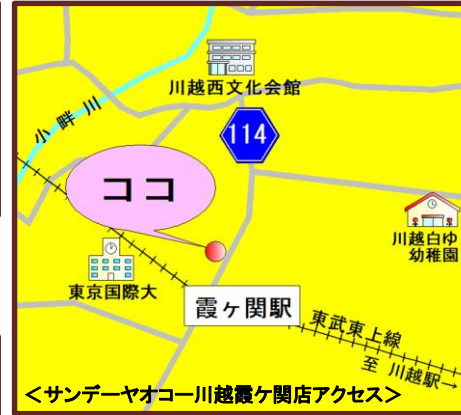 川越西文化会館
小畔川
114
ココ
川越白ゆ
幼稚園
東京国際大
霞ヶ関駅
東武東上線
至 川越駅→
＜サンデーヤオコー川越霞ケ関店アクセス＞